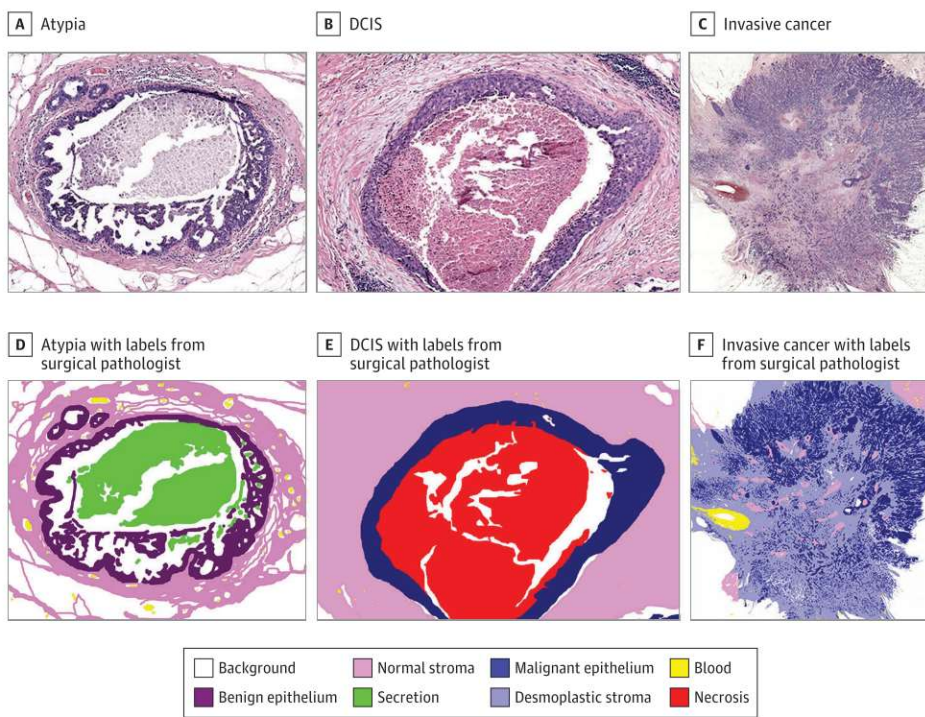 A Atypia
B DCIS
C Invasive cancer
D Atypia with labels from
surgical pathologist
E DCIS with labels from
surgical pathologist
F Invasive cancer with labels
from surgical pathologist
Background
Normal stroma
Malignant epithelium
Blood
Benign epithelium
Secretion
Desmoplastic stroma
Necrosis